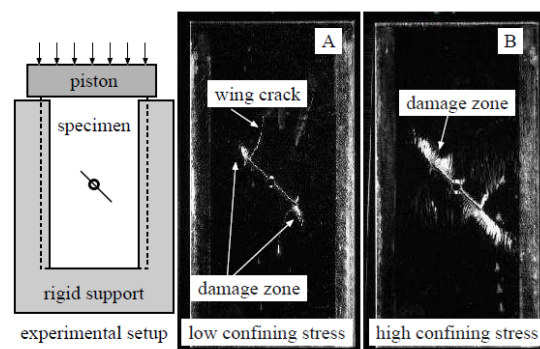 piston
specimen
rigid support
experimental setup
A
wing crack
damage zone
low confining stress
B
damage zone
high confining stress